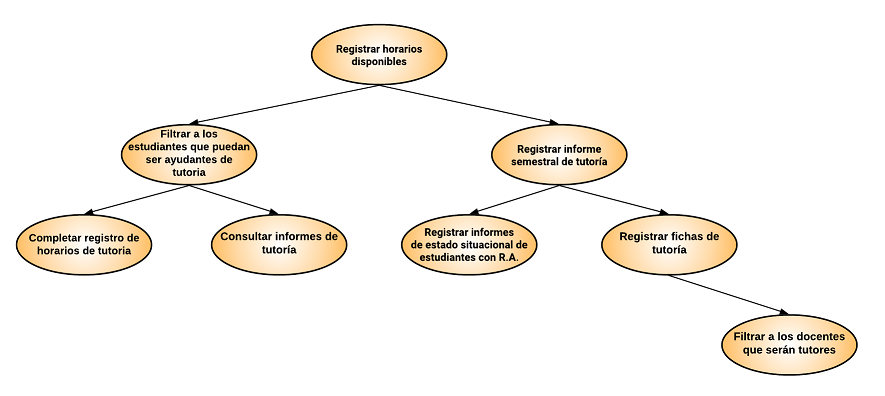 Registrar horarios
disponibles
Filtrar a los
estudiantes que puedan
ser ayudantes de
tutoria
Registrar informe
semestral de tutoría
Completar registro de
horarios de tutoria
Consultar informes de
tutoría
Registrar informes
de estado situacional de
estudiantes con R.A.
Registrar fichas de
tutoría
Filtrar a los docentes
que serán tutores